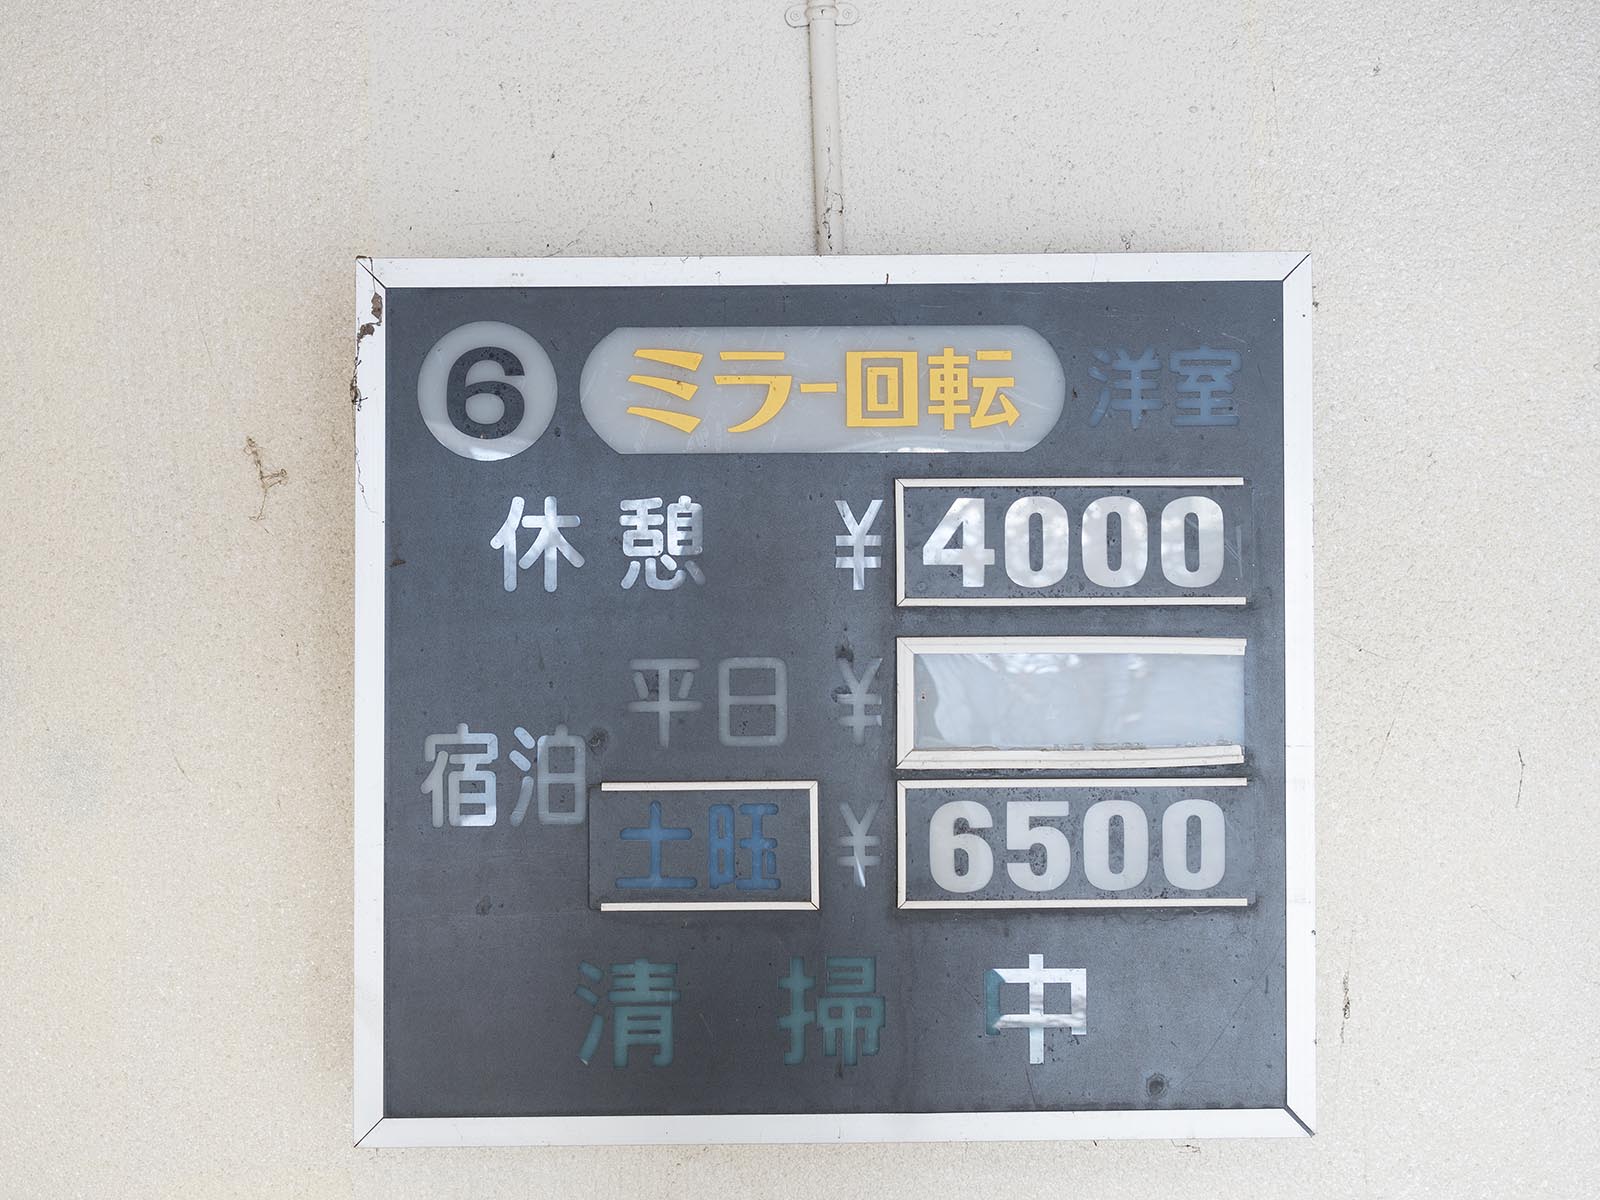 6 ミラー回転 洋室
休憩 ¥ 4000
平日 ¥
宿泊
土旺 ¥ 6500
清掃中